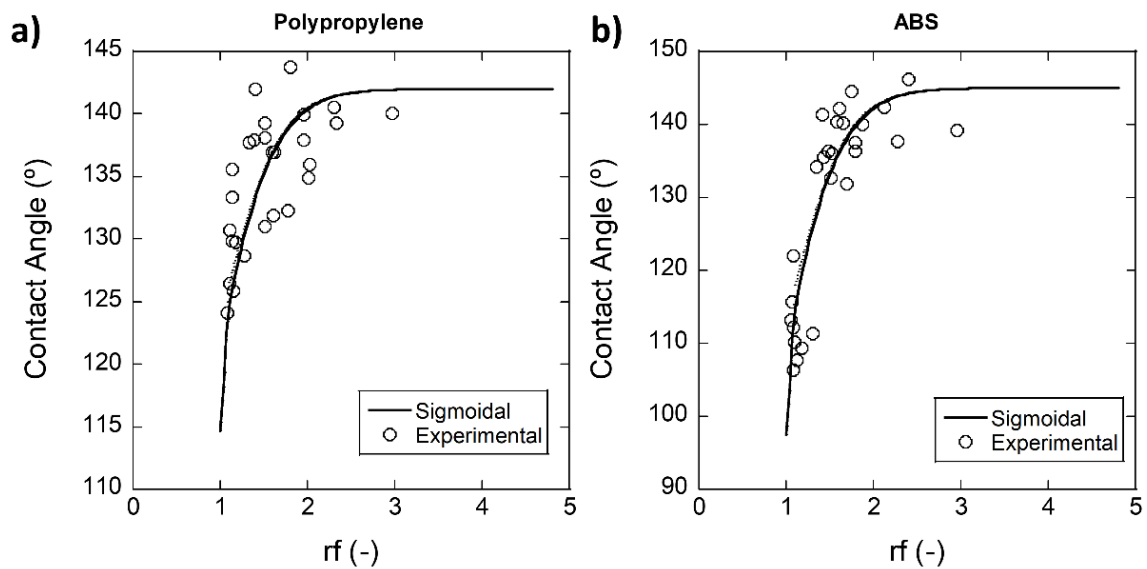 a)
Polypropylene
145
140
135
130
125
120
115
110
Contact Angle (º)
Sigmoidal
Experimental
0 1 2 3 4 5
rf (-)
b)
ABS
150
140
130
120
110
100
90
Contact Angle (º)
Sigmoidal
Experimental
0 1 2 3 4 5
rf (-)